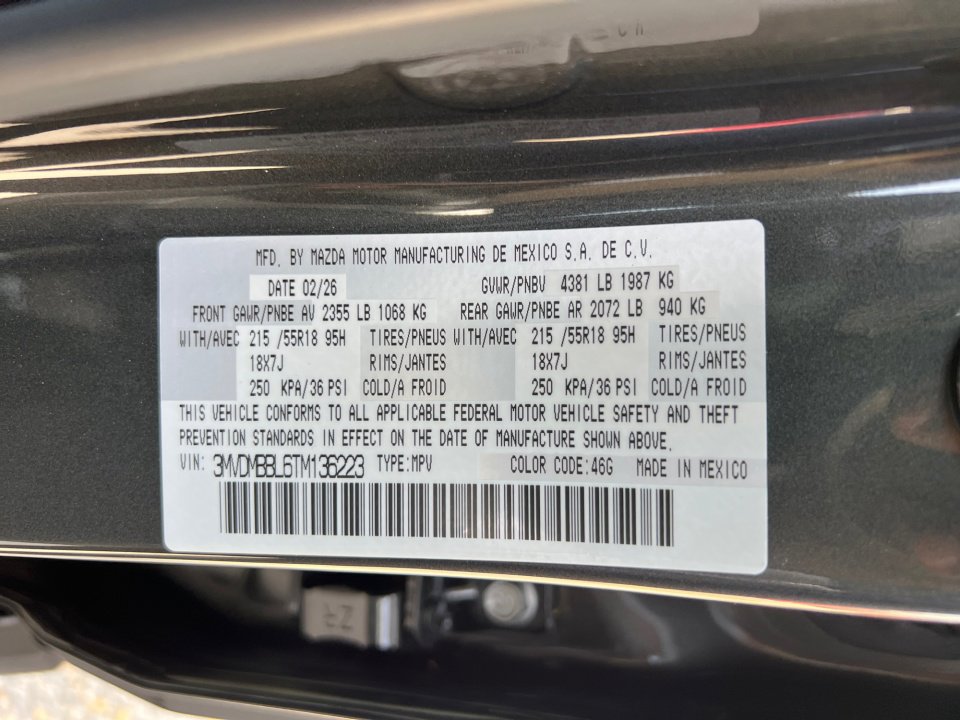 MFD. BY MAZDA MOTOR MANUFACTURING DE MEXICO S.A. DE C.V.
DATE 02/26 GVWR/PNBV 4381 LB 1987 KG
FRONT GAWR/PNBE AV 2355 LB 1068 KG REAR GAWR/PNBE AR 2072 LB 940 KG
WITH/AVEC 215 /55R18 95H TIRES/PNEUS WITH/AVEC 215 /55R18 95H TIRES/PNEUS
18X7J RIMS/JANTES 18X7J RIMS/JANTES
250 KPA/36 PSI COLD/A FROID 250 KPA/36 PSI COLD/A FROID
THIS VEHICLE CONFORMS TO ALL APPLICABLE FEDERAL MOTOR VEHICLE SAFETY AND THEFT
PREVENTION STANDARDS IN EFFECT ON THE DATE OF MANUFACTURE SHOWN ABOVE.
VIN: 3MVDMBBL6TM136223 TYPE:MPV COLOR CODE:46G MADE IN MEXICO
ZR